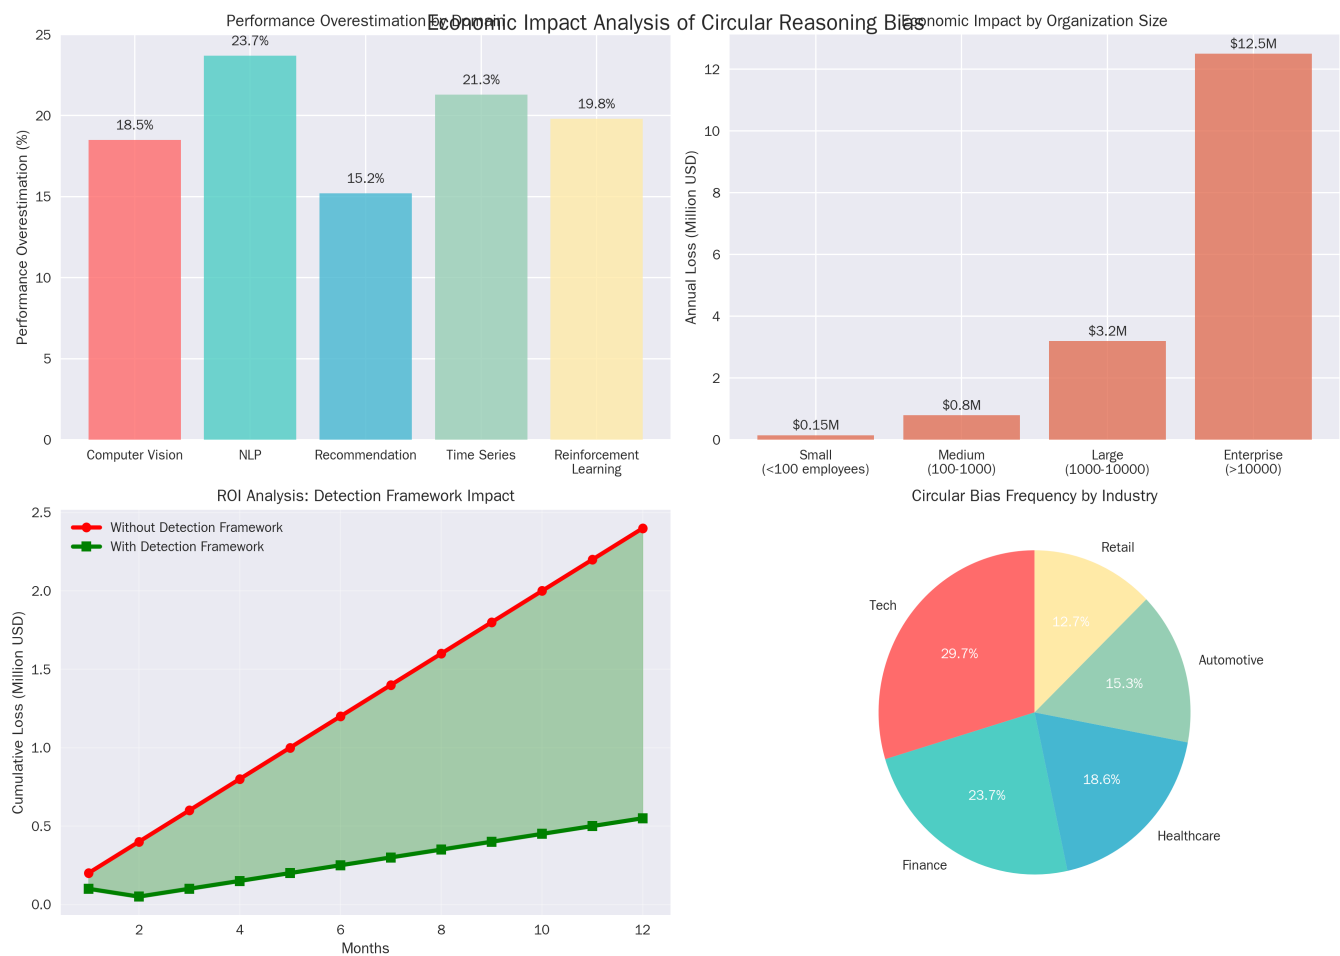 Economic Impact Analysis of Circular Reasoning Bias
Performance Overestimation by Domain
Performance Overestimation (%)
25
20
15
10
5
0
18.5%
23.7%
15.2%
21.3%
19.8%
Computer Vision
NLP
Recommendation
Time Series
Reinforcement
Learning
Economic Impact by Organization Size
Annual Loss (Million USD)
12
10
8
6
4
2
0
$0.15M
$0.8M
$3.2M
$12.5M
Small
(<100 employees)
Medium
(100-1000)
Large
(1000-10000)
Enterprise
(>10000)
ROI Analysis: Detection Framework Impact
Without Detection Framework
With Detection Framework
Cumulative Loss (Million USD)
2.5
2.0
1.5
1.0
0.5
0.0
2
4
6
8
10
12
Months
Circular Bias Frequency by Industry
Retail
12.7%
Tech
29.7%
Automotive
15.3%
Finance
23.7%
Healthcare
18.6%